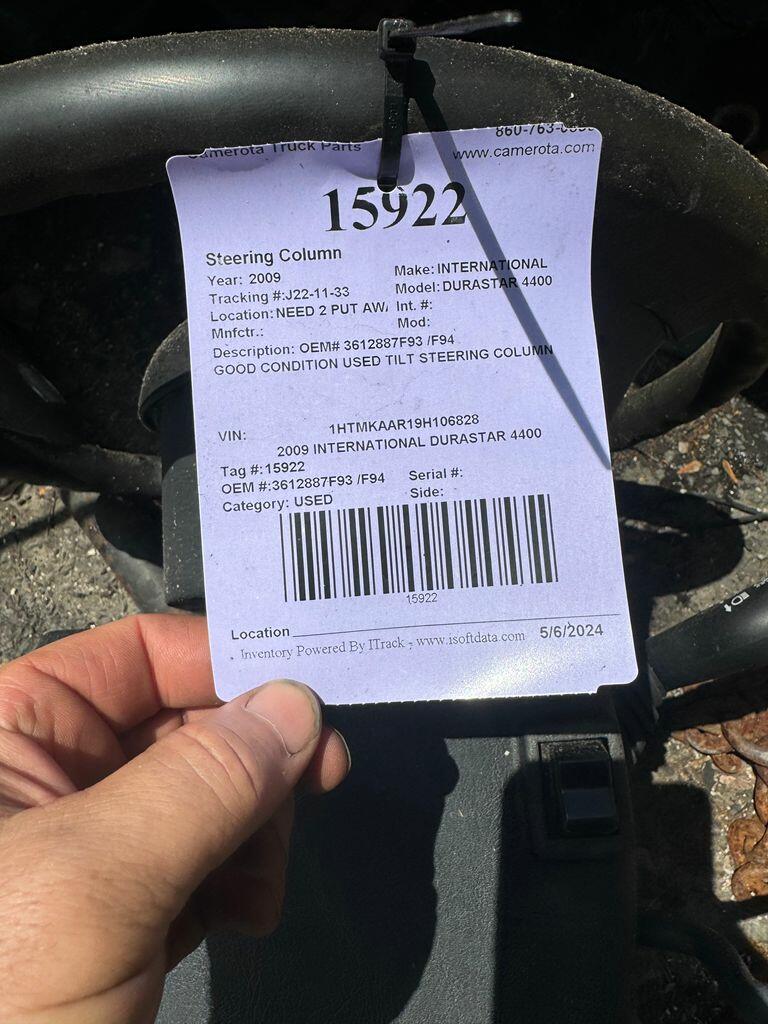 Camerota Truck Parts
www.camerota.com
15922
Steering Column
Year: 2009
Make: INTERNATIONAL
Tracking #:J22-11-33
Model: DURASTAR 4400
Location: NEED 2 PUT AW
Int. #:
Mnfctr.:
Mod:
Description: OEM# 3612887F93 /F94
GOOD CONDITION USED TILT STEERING COLUMN
VIN: 1HTMKAAR19H106828
2009 INTERNATIONAL DURASTAR 4400
Tag #:15922
OEM #:3612887F93 /F94
Serial #:
Category: USED
Side:
15922
Location
Inventory Powered By ITrack - www.isoftdata.com 5/6/2024